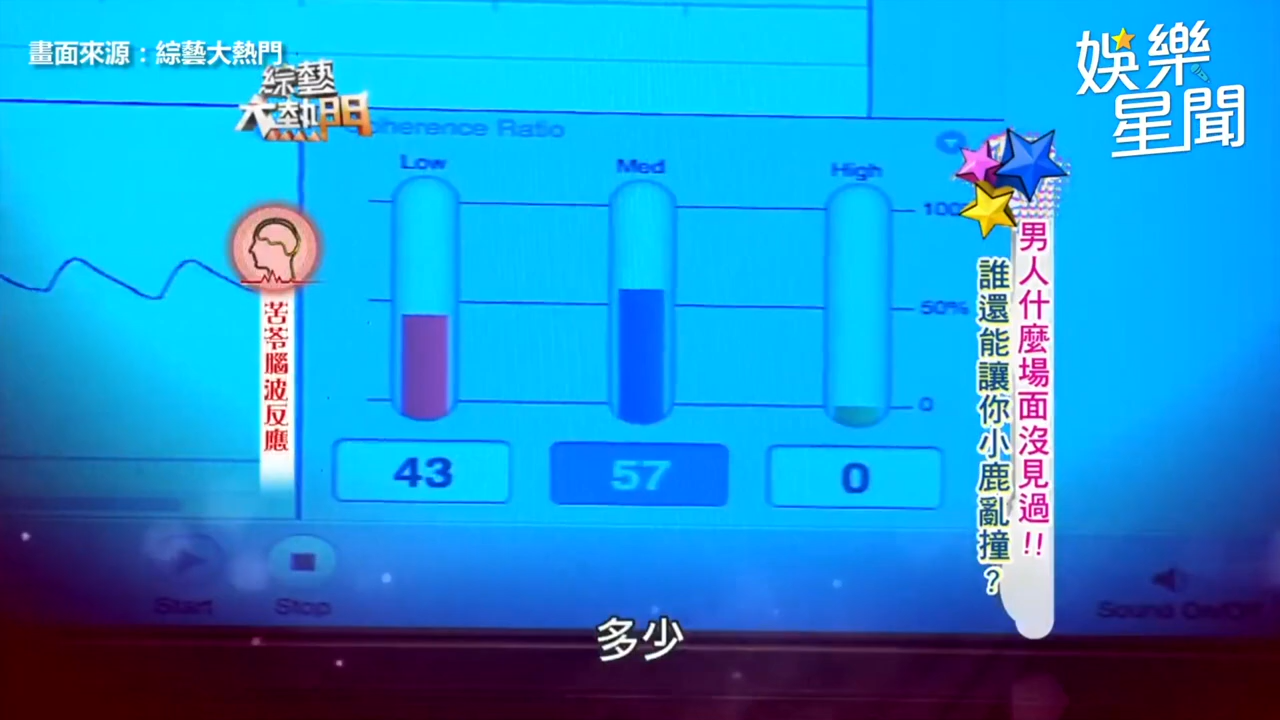 畫面來源：綜藝大熱門
娛樂
星聞
綜藝
大熱門
herence Ratio
Low
Med
High
100
50%
0
43
57
0
苦苓腦波反應
男人什麼場面沒見過!!
誰還能讓你小鹿亂撞?
Start
Stop
Sound On/Off
多少